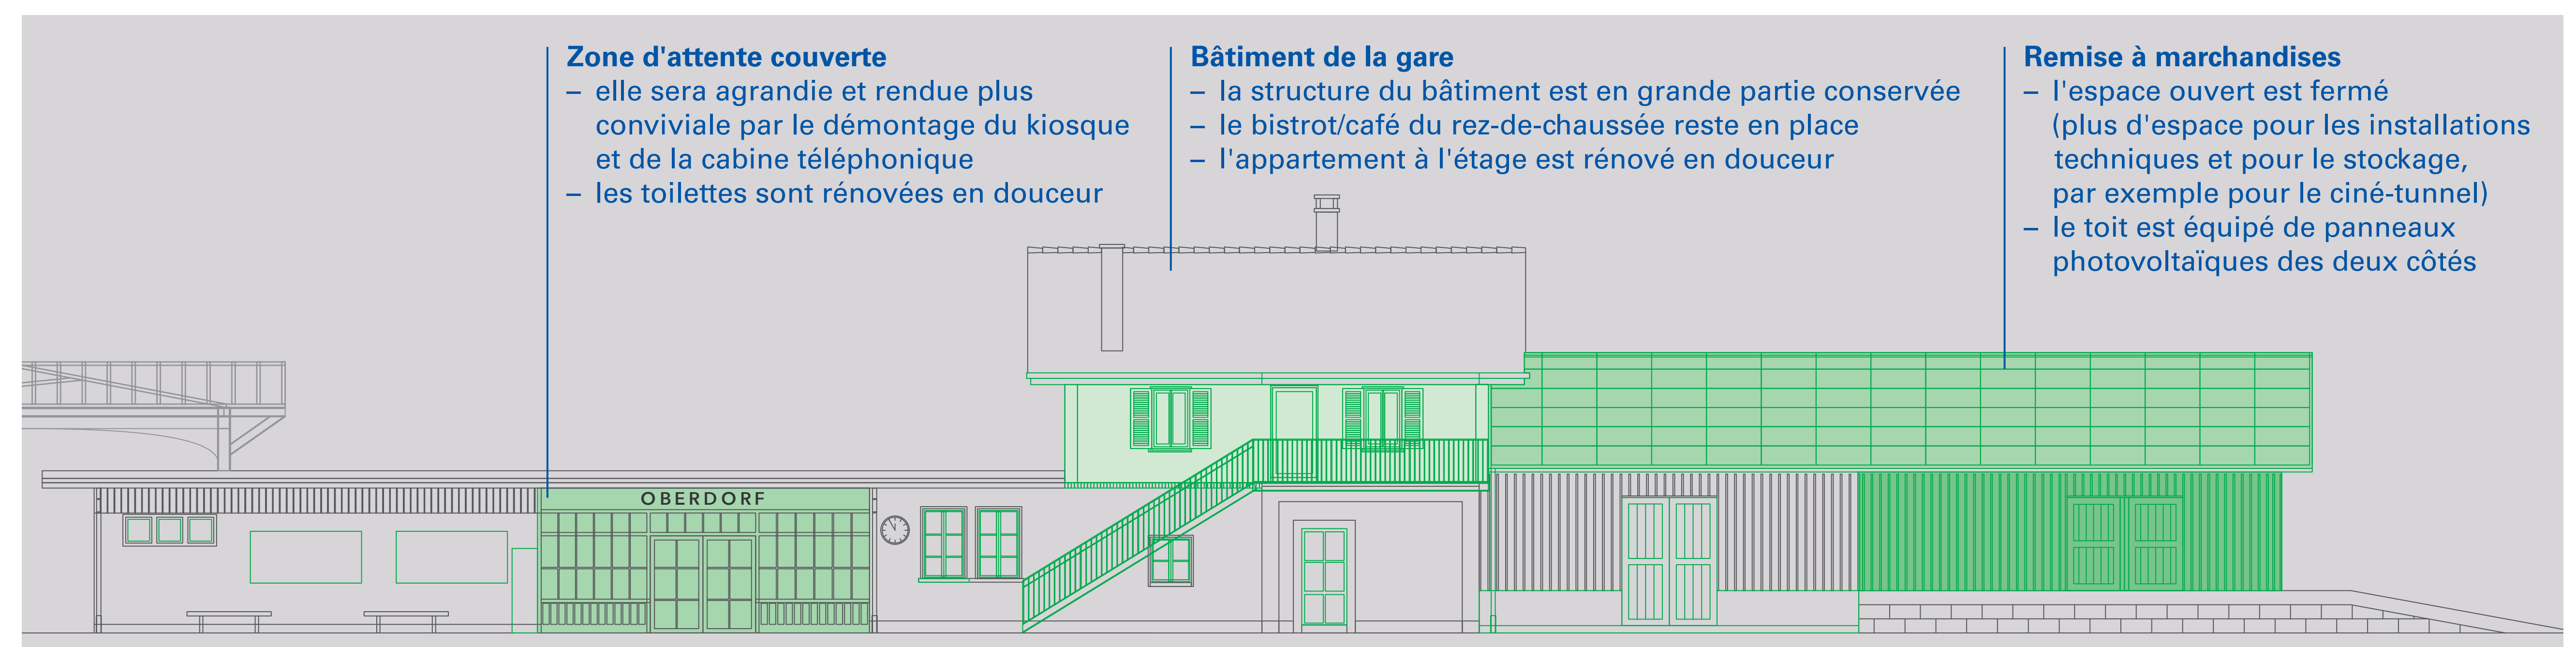 Zone d'attente couverte
– elle sera agrandie et rendue plus
conviviale par le démontage du kiosque
et de la cabine téléphonique
– les toilettes sont rénovées en douceur
Bâtiment de la gare
– la structure du bâtiment est en grande partie conservée
– le bistrot/café du rez-de-chaussée reste en place
– l'appartement à l'étage est rénové en douceur
Remise à marchandises
– l'espace ouvert est fermé
(plus d'espace pour les installations
techniques et pour le stockage,
par exemple pour le ciné-tunnel)
– le toit est équipé de panneaux
photovoltaïques des deux côtés
OBERDORF